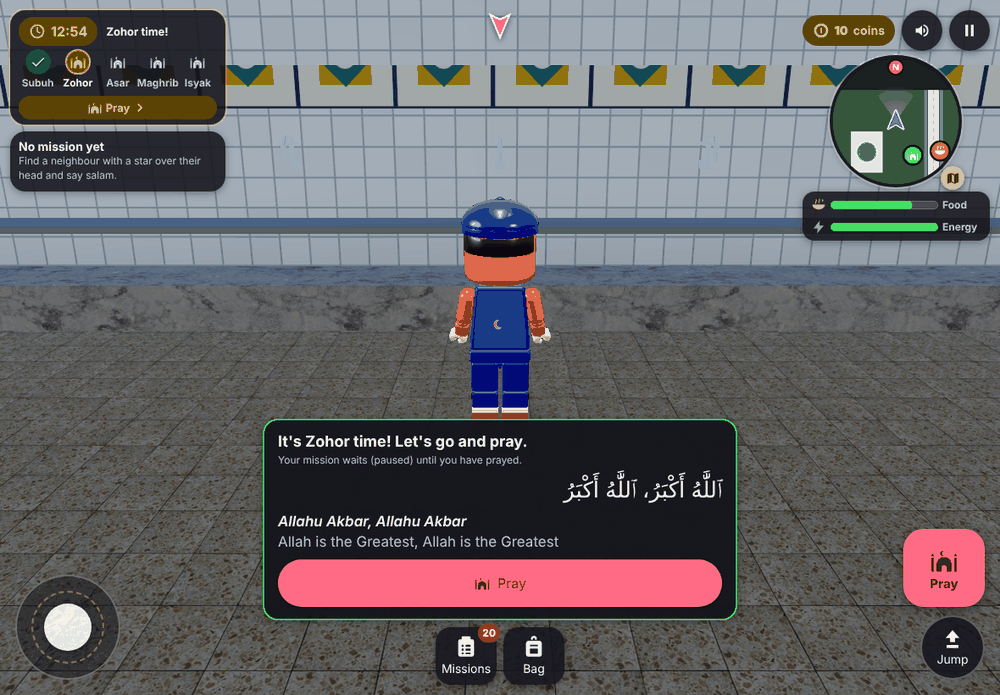 12:54 Zohor time!
Subuh Zohor Asar Maghrib Isyak
Pray
No mission yet
Find a neighbour with a star over their
head and say salam.
10 coins
N
Food
Energy
It's Zohor time! Let's go and pray.
Your mission waits (paused) until you have prayed.
ٱللَّهُ أَكْبَرُ، ٱللَّهُ أَكْبَرُ
Allahu Akbar, Allahu Akbar
Allah is the Greatest, Allah is the Greatest
Pray
Pray
Jump
20
Missions
Bag